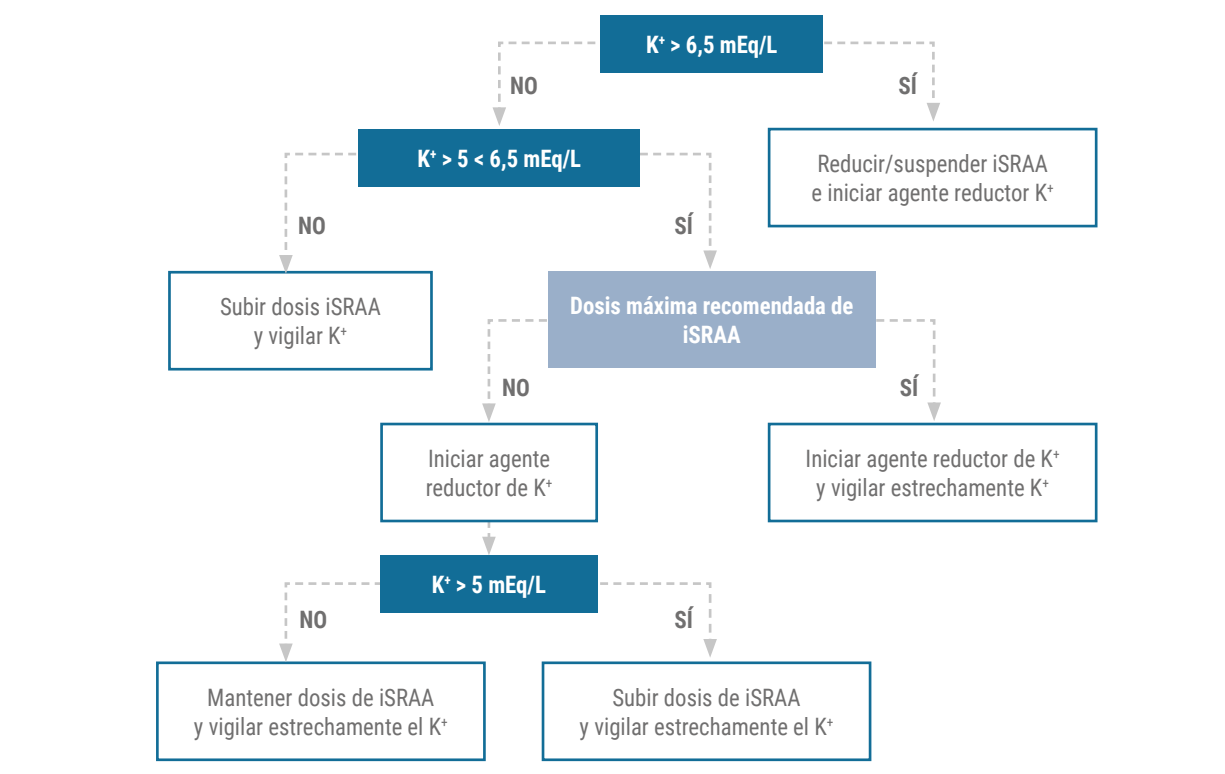 K⁺ > 6,5 mEq/L
NO
SÍ
K⁺ > 5 < 6,5 mEq/L
Reducir/suspender iSRAA
e iniciar agente reductor K⁺
NO
SÍ
Subir dosis iSRAA
y vigilar K⁺
Dosis máxima recomendada de
iSRAA
NO
SÍ
Iniciar agente
reductor de K⁺
Iniciar agente reductor de K⁺
y vigilar estrechamente K⁺
K⁺ > 5 mEq/L
NO
SÍ
Mantener dosis de iSRAA
y vigilar estrechamente el K⁺
Subir dosis de iSRAA
y vigilar estrechamente el K⁺